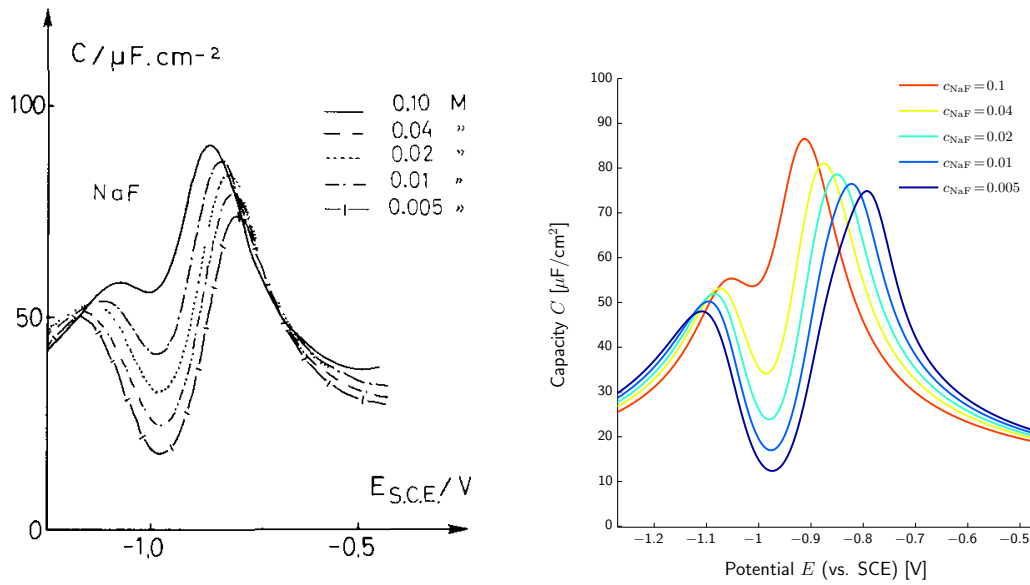 C/μF.cm-2
100
50
0
NaF
0.10 M
0.04 "
0.02 "
0.01 "
0.005 "
E S.C.E./ V
-1,0
-0,5
Capacity C [μF/cm²]
100
90
80
70
60
50
40
30
20
10
0
c_NaF = 0.1
c_NaF = 0.04
c_NaF = 0.02
c_NaF = 0.01
c_NaF = 0.005
−1.2
−1.1
−1
−0.9
−0.8
−0.7
−0.6
−0.5
Potential E (vs. SCE) [V]